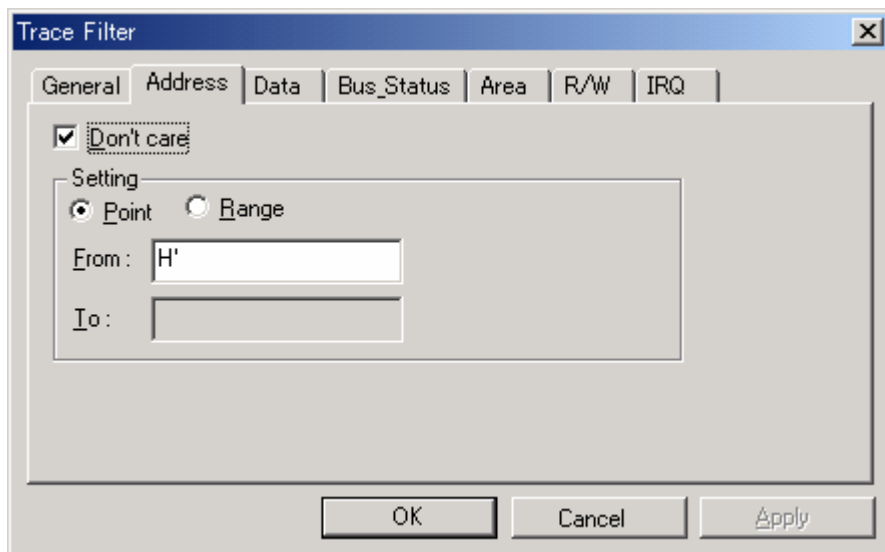 Trace Filter
General Address Data Bus_Status Area R/W IRQ
Don't care
Setting
Point Range
From : H'
To :
OK Cancel Apply